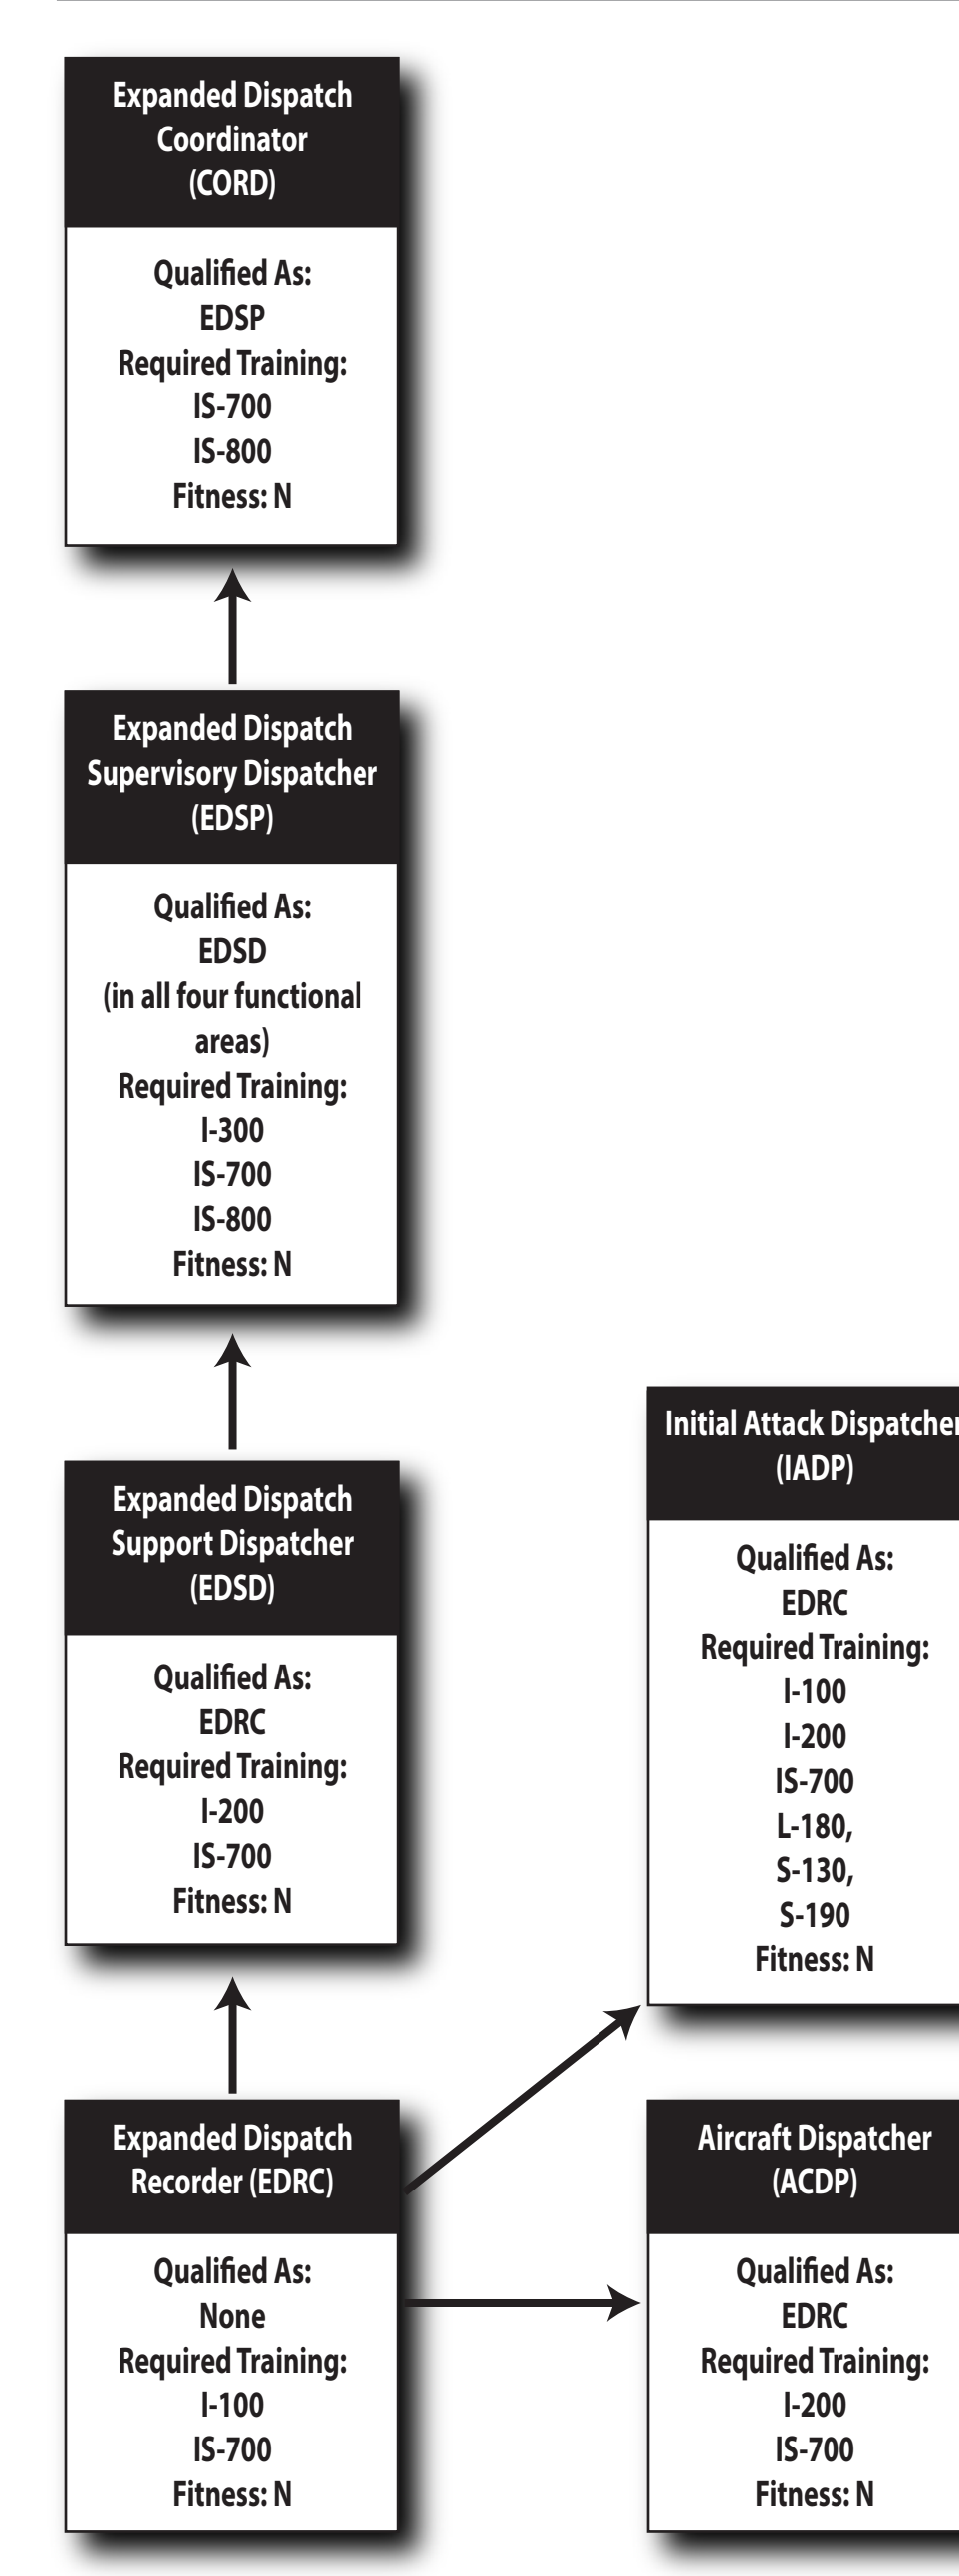 Expanded Dispatch
Coordinator
(CORD)
Qualified As:
EDSP
Required Training:
IS-700
IS-800
Fitness: N
Expanded Dispatch
Supervisory Dispatcher
(EDSP)
Qualified As:
EDSD
(in all four functional
areas)
Required Training:
I-300
IS-700
IS-800
Fitness: N
Expanded Dispatch
Support Dispatcher
(EDSD)
Qualified As:
EDRC
Required Training:
I-200
IS-700
Fitness: N
Initial Attack Dispatcher
(IADP)
Qualified As:
EDRC
Required Training:
I-100
I-200
IS-700
L-180,
S-130,
S-190
Fitness: N
Expanded Dispatch
Recorder (EDRC)
Qualified As:
None
Required Training:
I-100
IS-700
Fitness: N
Aircraft Dispatcher
(ACDP)
Qualified As:
EDRC
Required Training:
I-200
IS-700
Fitness: N